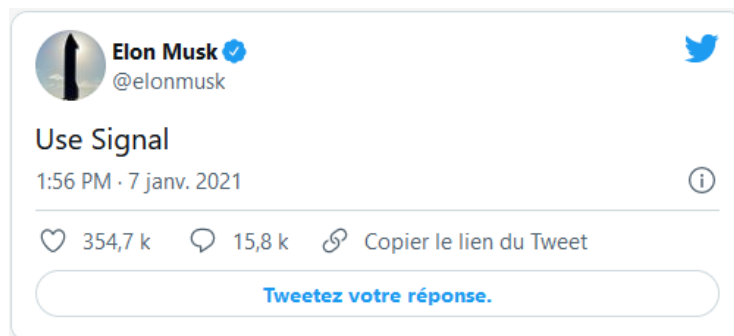 Elon Musk
@elonmusk
Use Signal
1:56 PM · 7 janv. 2021
354,7 k 15,8 k Copier le lien du Tweet
Tweetez votre réponse.